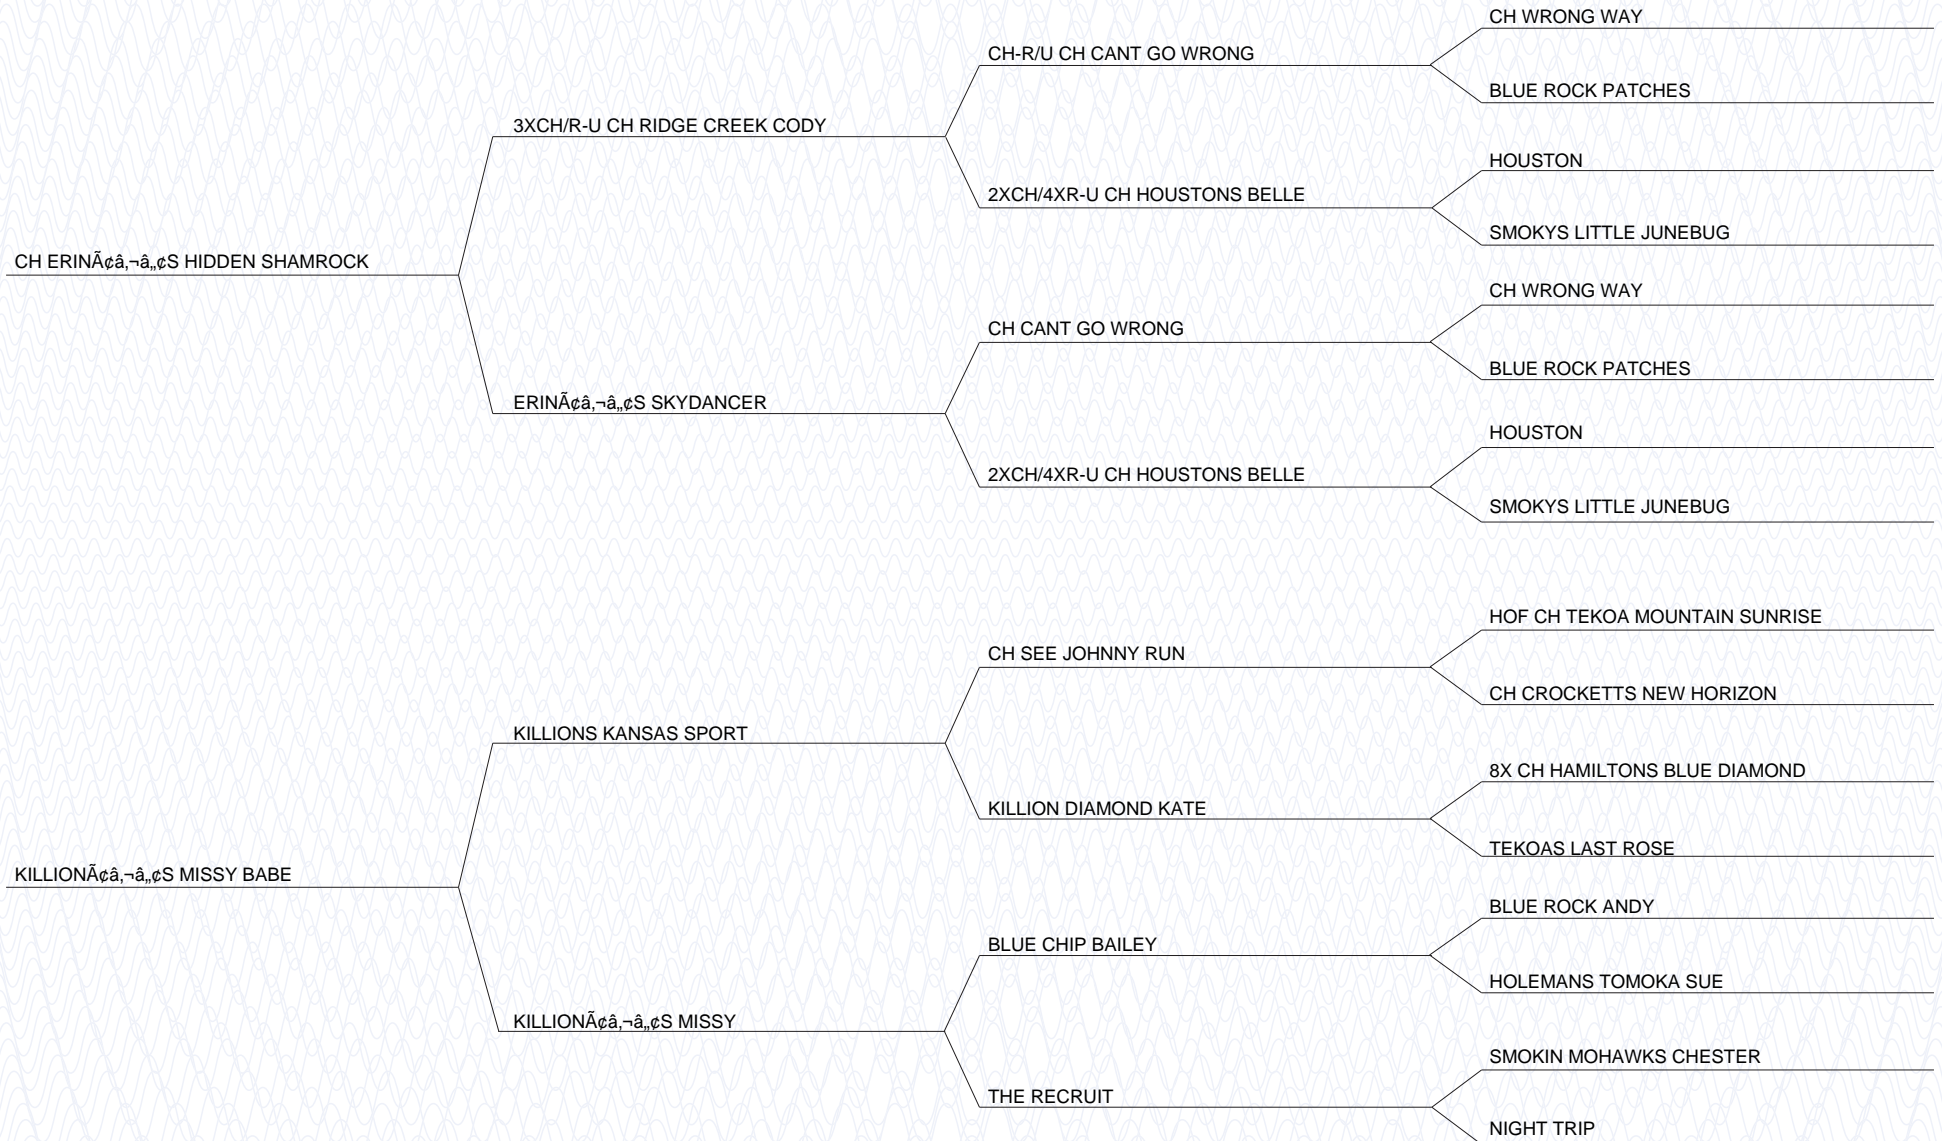 CH WRONG WAY
CH-R/U CH CANT GO WRONG
BLUE ROCK PATCHES
3XCH/R-U CH RIDGE CREEK CODY
HOUSTON
2XCH/4XR-U CH HOUSTONS BELLE
SMOKYS LITTLE JUNEBUG
CH ERINÃ¢â‚¬â„¢S HIDDEN SHAMROCK
CH WRONG WAY
CH CANT GO WRONG
BLUE ROCK PATCHES
ERINÃ¢â‚¬â„¢S SKYDANCER
HOUSTON
2XCH/4XR-U CH HOUSTONS BELLE
SMOKYS LITTLE JUNEBUG
HOF CH TEKOA MOUNTAIN SUNRISE
CH SEE JOHNNY RUN
CH CROCKETTS NEW HORIZON
KILLIONS KANSAS SPORT
8X CH HAMILTONS BLUE DIAMOND
KILLION DIAMOND KATE
TEKOAS LAST ROSE
KILLIONÃ¢â‚¬â„¢S MISSY BABE
BLUE ROCK ANDY
BLUE CHIP BAILEY
HOLEMANS TOMOKA SUE
KILLIONÃ¢â‚¬â„¢S MISSY
SMOKIN MOHAWKS CHESTER
THE RECRUIT
NIGHT TRIP